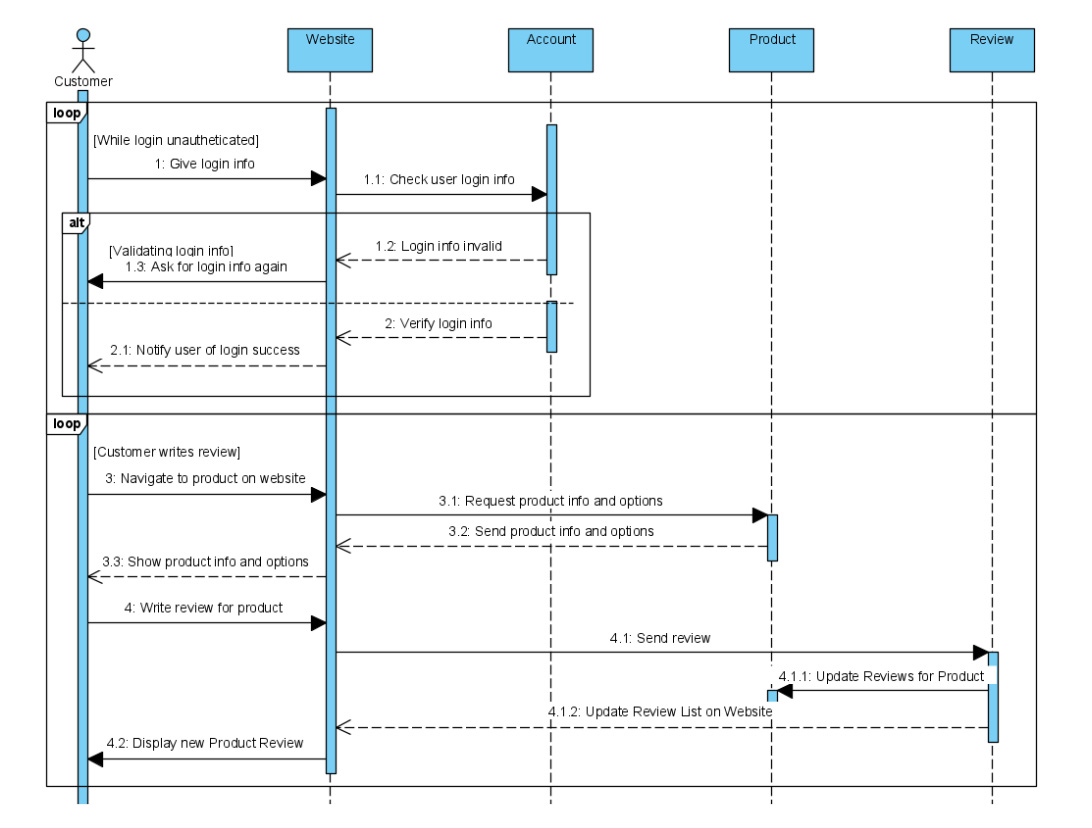 Website
Account
Product
Review
Customer
loop
[While login unautheticated]
1: Give login info
1.1: Check user login info
alt
1.2: Login info invalid
[Validating login info]
1.3: Ask for login info again
2: Verify login info
2.1: Notify user of login success
loop
[Customer writes review]
3: Navigate to product on website
3.1: Request product info and options
3.2: Send product info and options
3.3: Show product info and options
4: Write review for product
4.1: Send review
4.1.1: Update Reviews for Product
4.1.2: Update Review List on Website
4.2: Display new Product Review